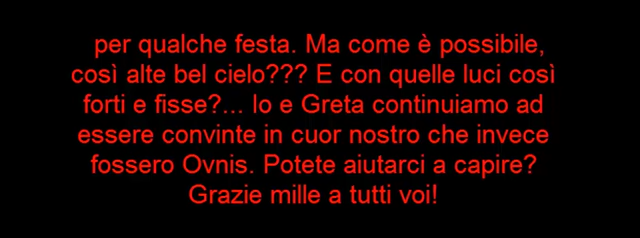 per qualche festa. Ma come è possibile,
così alte bel cielo??? E con quelle luci così
forti e fisse?... Io e Greta continuiamo ad
essere convinte in cuor nostro che invece
fossero Ovnis. Potete aiutarci a capire?
Grazie mille a tutti voi!